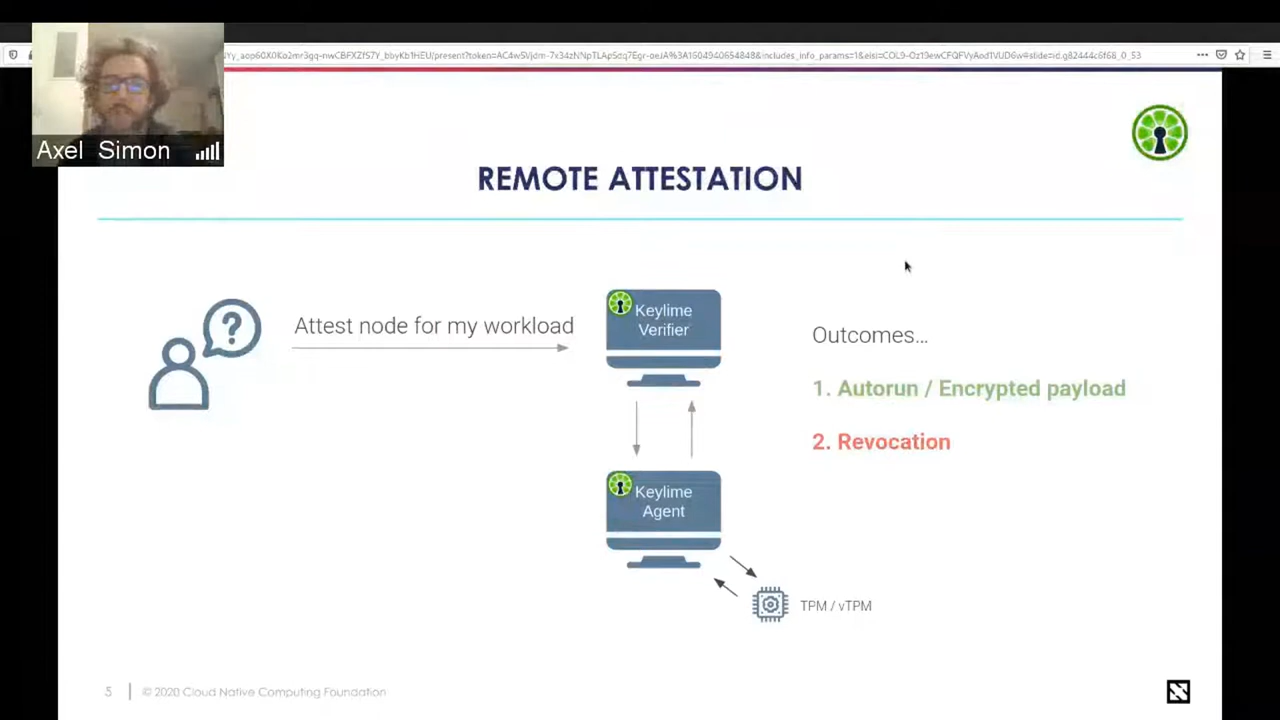 Axel Simon
REMOTE ATTESTATION
Attest node for my workload
Keylime
Verifier
Outcomes...
1. Autorun / Encrypted payload
2. Revocation
Keylime
Agent
TPM / vTPM
5
© 2020 Cloud Native Computing Foundation